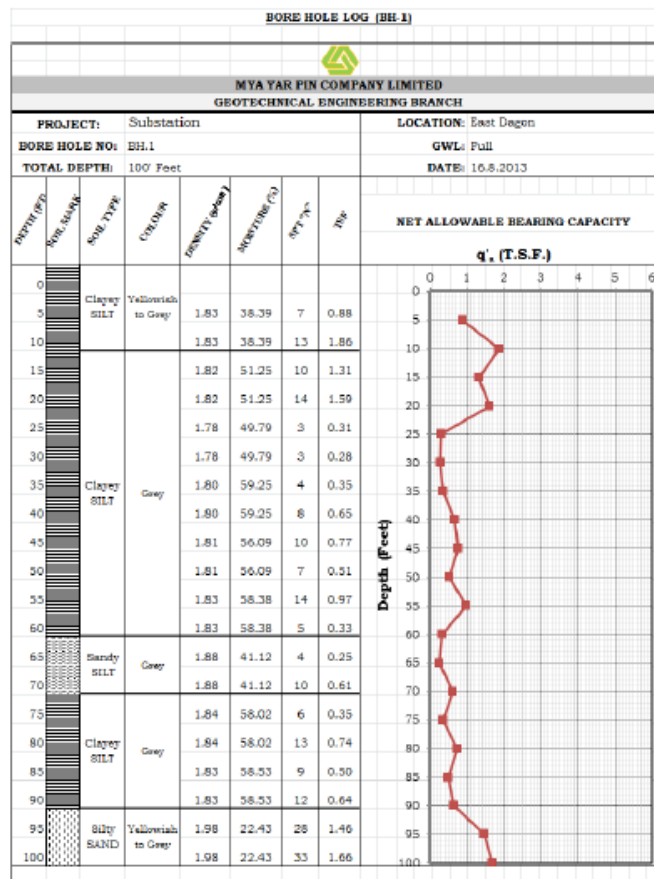 BORE HOLE LOG (BH-1)
MYA YAR PIN COMPANY LIMITED
GEOTECHNICAL ENGINEERING BRANCH
PROJECT: Substation LOCATION: East Dagon
BORE HOLE NO: BH.1 GWL: Full
TOTAL DEPTH: 100' Feet DATE: 16.8.2013
DEPTH (FT) SOIL MARK SOIL TYPE COLOUR DENSITY MOISTURE (%) SPT "N" TSF
NET ALLOWABLE BEARING CAPACITY
q', (T.S.F.)
0 1 2 3 4 5 6
0
Clayey SILT Yellowish to Grey
5 1.83 38.39 7 0.88
10 1.83 38.39 13 1.86
15 1.82 51.25 10 1.31
20 1.82 51.25 14 1.59
25 1.78 49.79 3 0.31
30 1.78 49.79 3 0.28
Clayey SILT Grey
35 1.80 59.25 4 0.35
40 1.80 59.25 8 0.65
45 1.81 56.09 10 0.77
50 1.81 56.09 7 0.51
55 1.83 58.38 14 0.97
60 1.83 58.38 5 0.33
Sandy SILT Grey
65 1.88 41.12 4 0.25
70 1.88 41.12 10 0.61
75 1.84 58.02 6 0.35
Clayey SILT Grey
80 1.84 58.02 13 0.74
85 1.83 58.53 9 0.50
90 1.83 58.53 12 0.64
Silty SAND Yellowish to Grey
95 1.98 22.43 28 1.46
100 1.98 22.43 33 1.66
Depth (Feet)
0
5
10
15
20
25
30
35
40
45
50
55
60
65
70
75
80
85
90
95
100